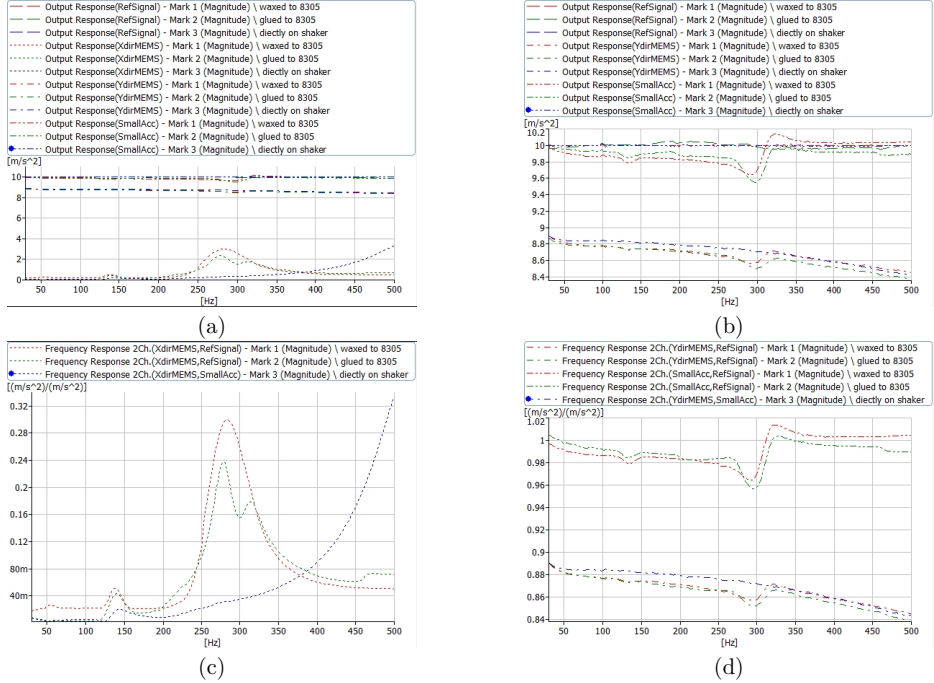 Output Response(RefSignal) - Mark 1 (Magnitude) \ waxed to 8305
Output Response(RefSignal) - Mark 2 (Magnitude) \ glued to 8305
Output Response(RefSignal) - Mark 3 (Magnitude) \ diectly on shaker
Output Response(XdirMEMS) - Mark 1 (Magnitude) \ waxed to 8305
Output Response(XdirMEMS) - Mark 2 (Magnitude) \ glued to 8305
Output Response(XdirMEMS) - Mark 3 (Magnitude) \ diectly on shaker
Output Response(YdirMEMS) - Mark 1 (Magnitude) \ waxed to 8305
Output Response(YdirMEMS) - Mark 2 (Magnitude) \ glued to 8305
Output Response(YdirMEMS) - Mark 3 (Magnitude) \ diectly on shaker
Output Response(SmallAcc) - Mark 1 (Magnitude) \ waxed to 8305
Output Response(SmallAcc) - Mark 2 (Magnitude) \ glued to 8305
Output Response(SmallAcc) - Mark 3 (Magnitude) \ diectly on shaker
[m/s^2]
10
8
6
4
2
0
50 100 150 200 250 300 350 400 450 500
[Hz]
(a)
Output Response(RefSignal) - Mark 1 (Magnitude) \ waxed to 8305
Output Response(RefSignal) - Mark 2 (Magnitude) \ glued to 8305
Output Response(RefSignal) - Mark 3 (Magnitude) \ diectly on shaker
Output Response(YdirMEMS) - Mark 1 (Magnitude) \ waxed to 8305
Output Response(YdirMEMS) - Mark 2 (Magnitude) \ glued to 8305
Output Response(YdirMEMS) - Mark 3 (Magnitude) \ diectly on shaker
Output Response(SmallAcc) - Mark 1 (Magnitude) \ waxed to 8305
Output Response(SmallAcc) - Mark 2 (Magnitude) \ glued to 8305
Output Response(SmallAcc) - Mark 3 (Magnitude) \ diectly on shaker
[m/s^2]
10.2
10
9.8
9.6
9.4
9.2
9
8.8
8.6
8.4
50 100 150 200 250 300 350 400 450 500
[Hz]
(b)
Frequency Response 2Ch.(XdirMEMS,RefSignal) - Mark 1 (Magnitude) \ waxed to 8305
Frequency Response 2Ch.(XdirMEMS,RefSignal) - Mark 2 (Magnitude) \ glued to 8305
Frequency Response 2Ch.(XdirMEMS,SmallAcc) - Mark 3 (Magnitude) \ diectly on shaker
[(m/s^2)/(m/s^2)]
0.32
0.28
0.24
0.2
0.16
0.12
80m
40m
50 100 150 200 250 300 350 400 450 500
[Hz]
(c)
Frequency Response 2Ch.(YdirMEMS,RefSignal) - Mark 1 (Magnitude) \ waxed to 8305
Frequency Response 2Ch.(YdirMEMS,RefSignal) - Mark 2 (Magnitude) \ glued to 8305
Frequency Response 2Ch.(SmallAcc,RefSignal) - Mark 1 (Magnitude) \ waxed to 8305
Frequency Response 2Ch.(SmallAcc,RefSignal) - Mark 2 (Magnitude) \ glued to 8305
Frequency Response 2Ch.(YdirMEMS,SmallAcc) - Mark 3 (Magnitude) \ diectly on shaker
[(m/s^2)/(m/s^2)]
1.02
1
0.98
0.96
0.94
0.92
0.9
0.88
0.86
0.84
50 100 150 200 250 300 350 400 450 500
[Hz]
(d)